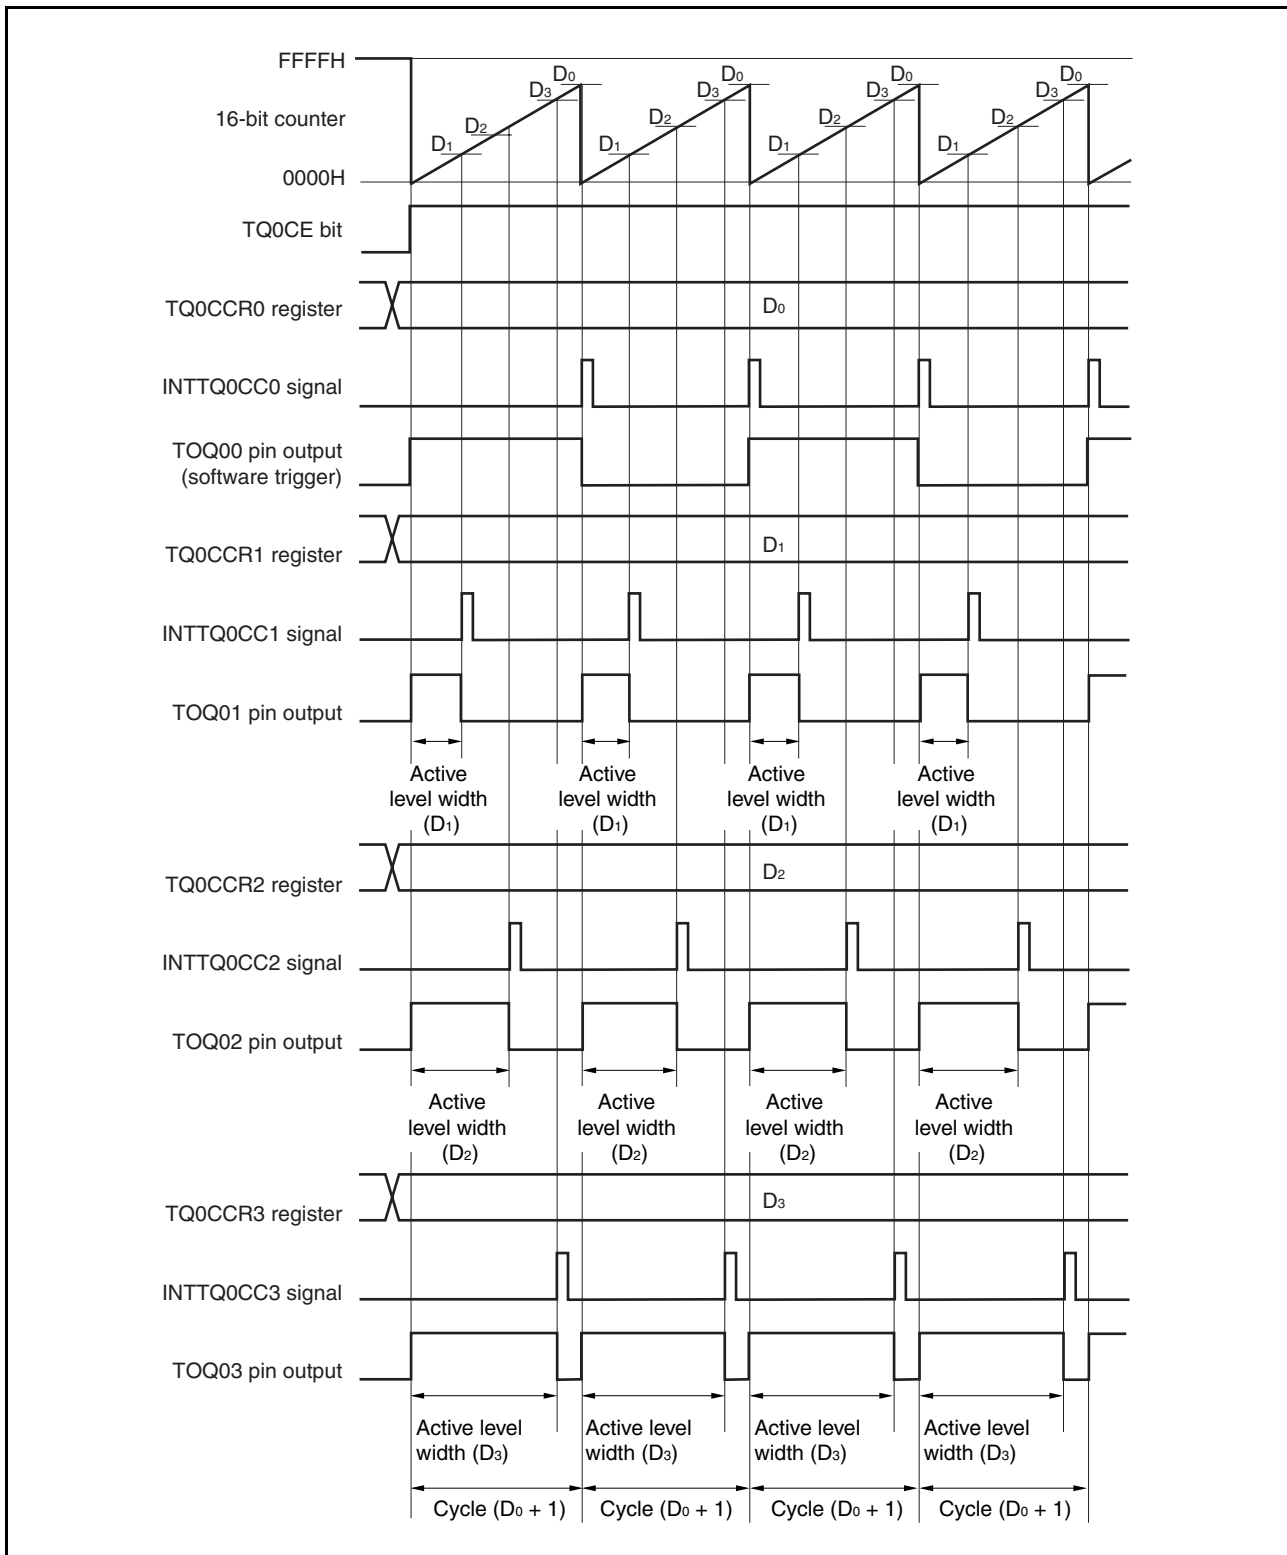 FFFFH
D0 D0 D0 D0
D3 D3 D3 D3
16-bit counter
D2 D2 D2 D2
D1 D1 D1 D1
0000H
TQ0CE bit
TQ0CCR0 register
D0
INTTQ0CC0 signal
TOQ00 pin output
(software trigger)
TQ0CCR1 register
D1
INTTQ0CC1 signal
TOQ01 pin output
Active Active Active Active
level width level width level width level width
(D1) (D1) (D1) (D1)
TQ0CCR2 register
D2
INTTQ0CC2 signal
TOQ02 pin output
Active Active Active Active
level width level width level width level width
(D2) (D2) (D2) (D2)
TQ0CCR3 register
D3
INTTQ0CC3 signal
TOQ03 pin output
Active level Active level Active level Active level
width (D3) width (D3) width (D3) width (D3)
Cycle (D0 + 1) Cycle (D0 + 1) Cycle (D0 + 1) Cycle (D0 + 1)